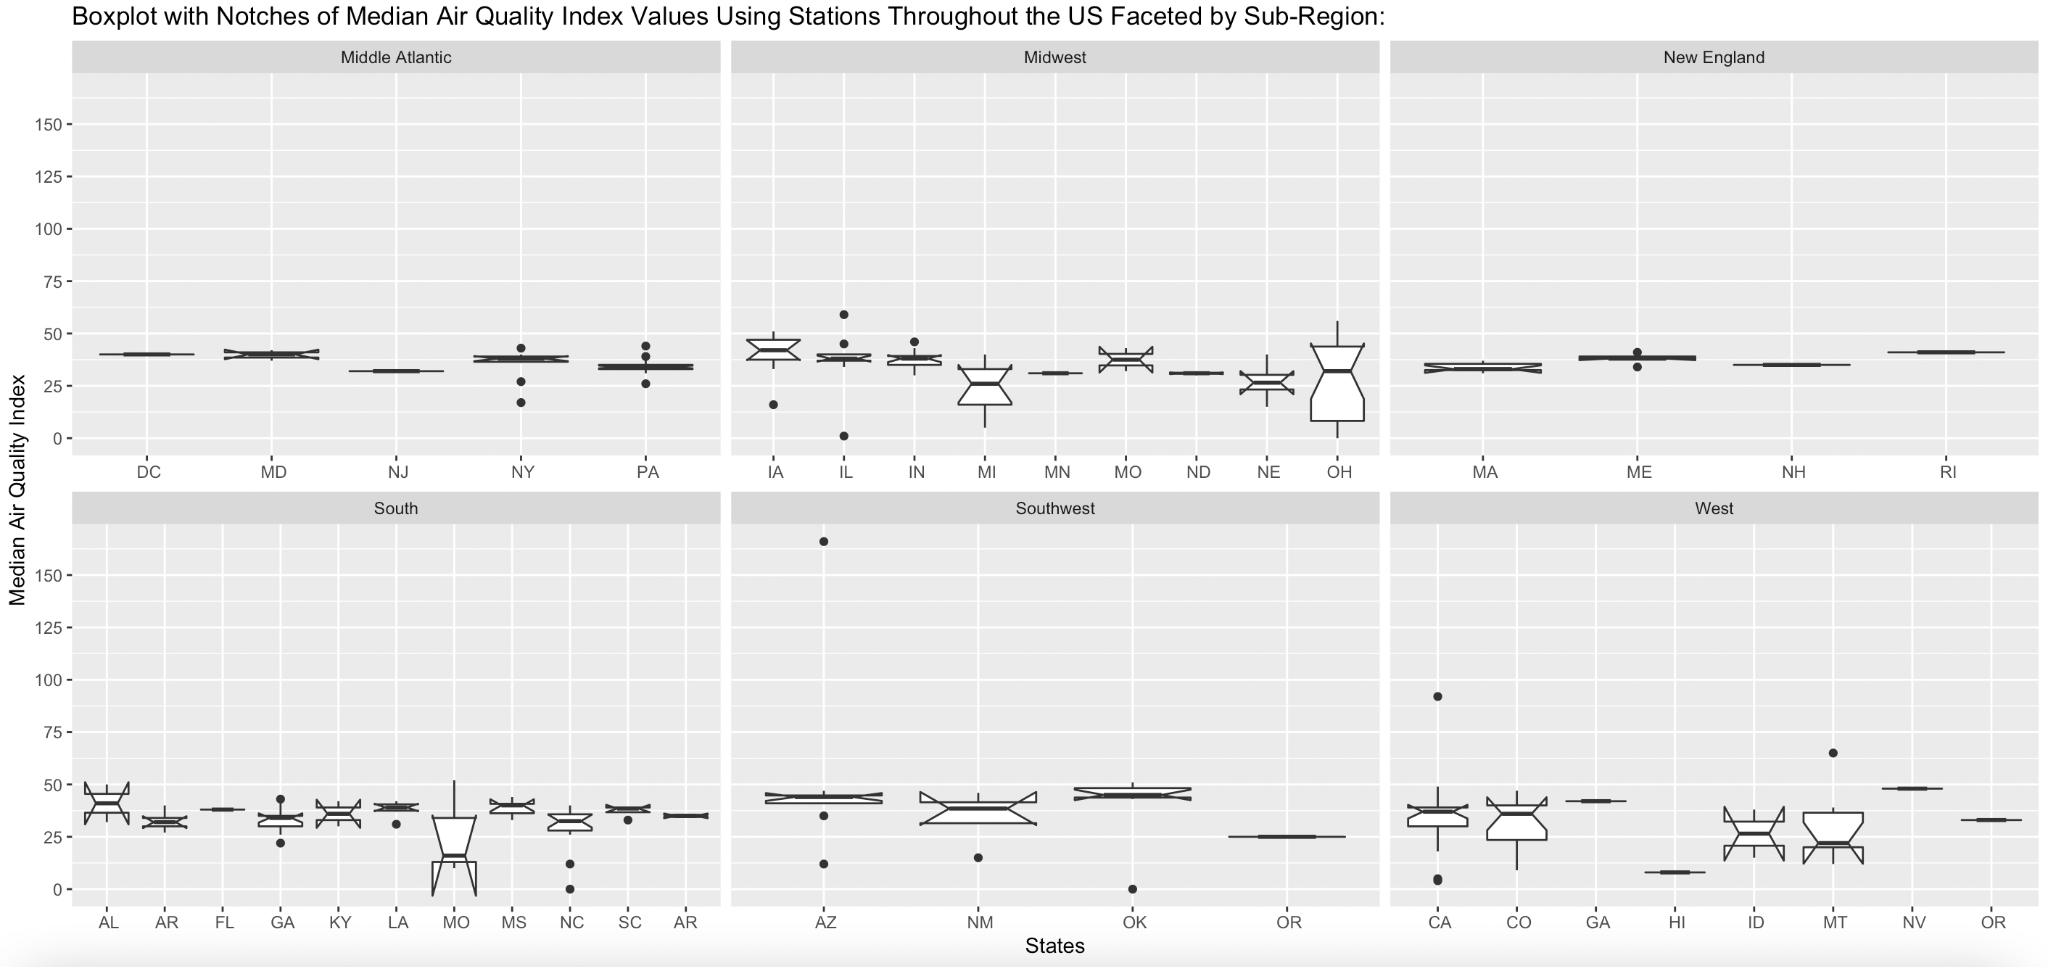 Boxplot with Notches of Median Air Quality Index Values Using Stations Throughout the US Faceted by Sub-Region:
Middle Atlantic Midwest New England
150
125
100
75
50
25
0
DC MD NJ NY PA IA IL IN MI MN MO ND NE OH MA ME NH RI
Median Air Quality Index
South Southwest West
150
125
100
75
50
25
0
AL AR FL GA KY LA MO MS NC SC AR AZ NM OK OR CA CO GA HI ID MT NV OR
States